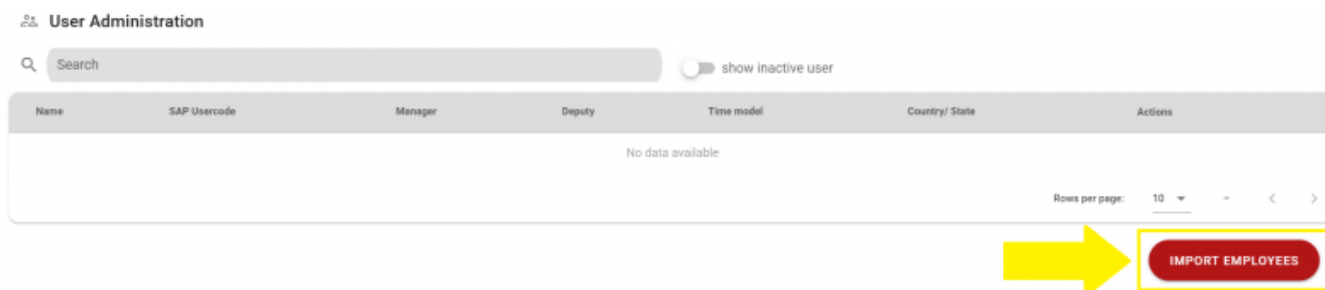 User Administration
Search show inactive user
Name SAP Usercode Manager Deputy Time model Country/ State Actions
No data available
Rows per page: 10 –
IMPORT EMPLOYEES